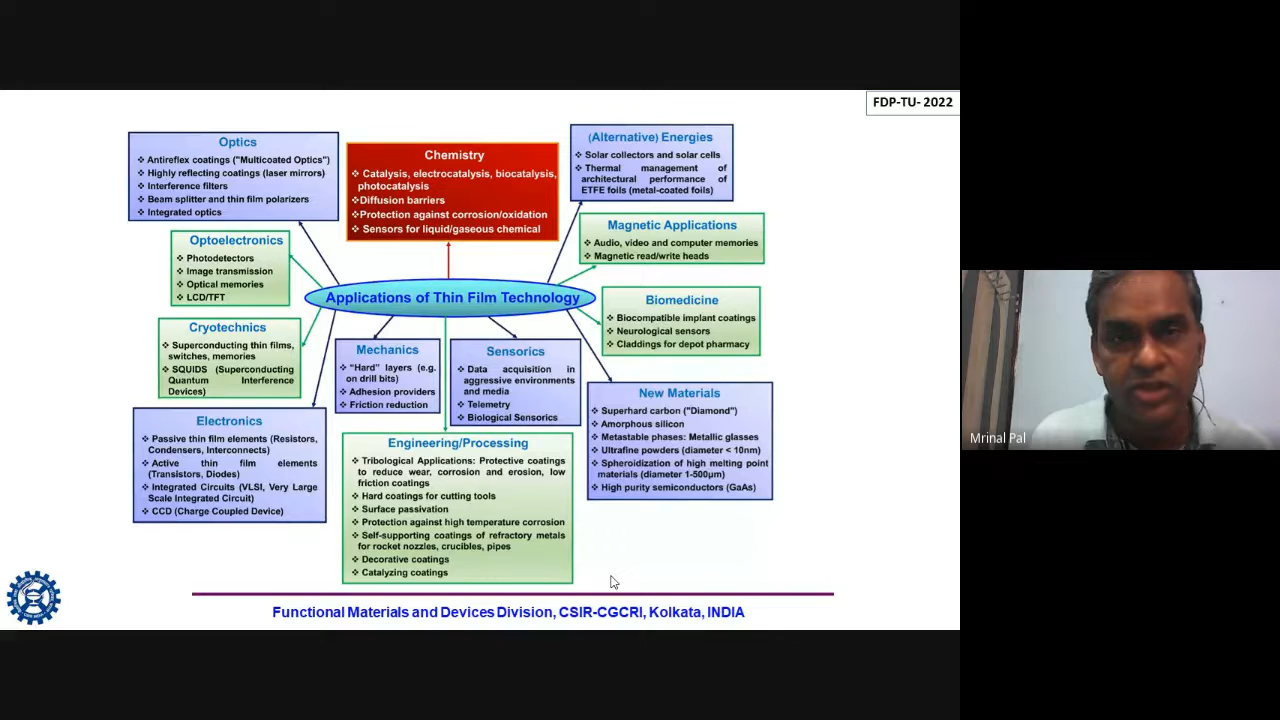 FDP-TU- 2022
Optics
❖ Antireflex coatings ("Multicoated Optics")
❖ Highly reflecting coatings (laser mirrors)
❖ Interference filters
❖ Beam splitter and thin film polarizers
❖ Integrated optics
Chemistry
❖ Catalysis, electrocatalysis, biocatalysis,
photocatalysis
❖Diffusion barriers
❖Protection against corrosion/oxidation
❖ Sensors for liquid/gaseous chemical
(Alternative) Energies
❖ Solar collectors and solar cells
❖ Thermal management of
architectural performance of
ETFE foils (metal-coated foils)
Optoelectronics
❖ Photodetectors
❖ Image transmission
❖ Optical memories
❖ LCD/TFT
Magnetic Applications
❖ Audio, video and computer memories
❖ Magnetic read/write heads
Applications of Thin Film Technology
Cryotechnics
❖ Superconducting thin films,
switches, memories
❖ SQUIDS (Superconducting
Quantum Interference
Devices)
Mechanics
❖ “Hard” layers (e.g.
on drill bits)
❖ Adhesion providers
❖ Friction reduction
Sensorics
❖ Data acquisition in
aggressive environments
and media
❖ Telemetry
❖ Biological Sensorics
Biomedicine
❖ Biocompatible implant coatings
❖ Neurological sensors
❖ Claddings for depot pharmacy
Electronics
❖ Passive thin film elements (Resistors,
Condensers, Interconnects)
❖ Active thin film elements
(Transistors, Diodes)
❖ Integrated Circuits (VLSI, Very Large
Scale Integrated Circuit)
❖ CCD (Charge Coupled Device)
Engineering/Processing
❖ Tribological Applications: Protective coatings
to reduce wear, corrosion and erosion, low
friction coatings
❖ Hard coatings for cutting tools
❖ Surface passivation
❖ Protection against high temperature corrosion
❖ Self-supporting coatings of refractory metals
for rocket nozzles, crucibles, pipes
❖ Decorative coatings
❖ Catalyzing coatings
New Materials
❖ Superhard carbon ("Diamond")
❖ Amorphous silicon
❖ Metastable phases: Metallic glasses
❖ Ultrafine powders (diameter < 10nm)
❖ Spheroidization of high melting point
materials (diameter 1-500µm)
❖ High purity semiconductors (GaAs)
Functional Materials and Devices Division, CSIR-CGCRI, Kolkata, INDIA
Mrinal Pal